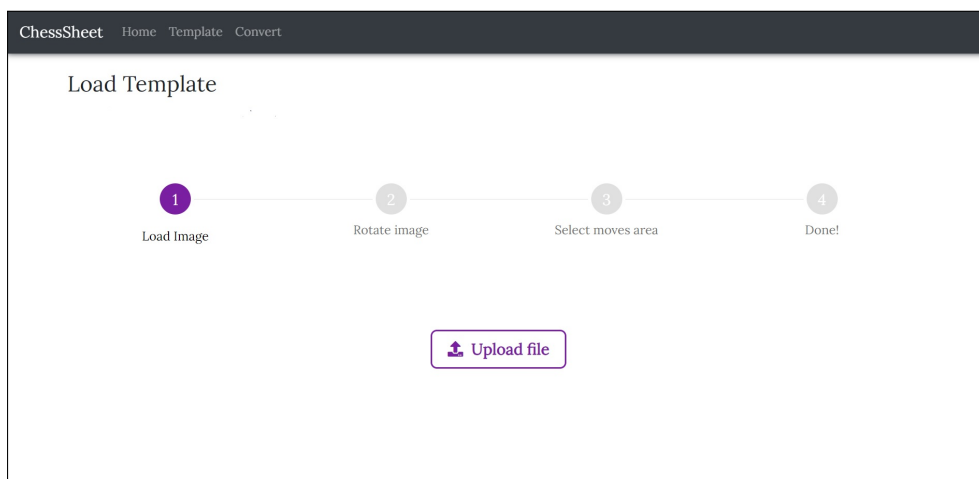 ChessSheet Home Template Convert
Load Template
1 2 3 4
Load Image Rotate image Select moves area Done!
Upload file